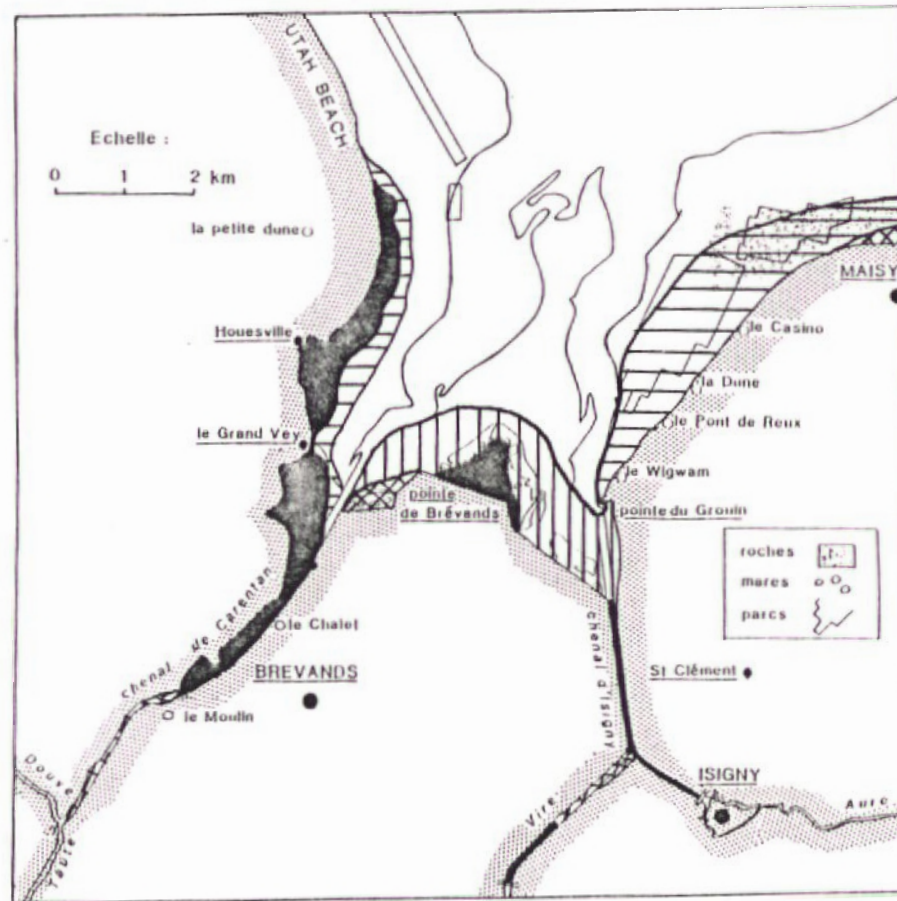 UTAH BEACH
Echelle :
0 1 2 km
la petite dune
MAISY
Houesville
le Casino
la Dune
le Pont de Reux
le Grand Vey
le Wigwam
pointe
de Brévands
pointe du Grouin
roches
mares
parcs
chenal de Carentan
le Chalet
chenal d'Isigny
BREVANDS
St Clément
le Moulin
Douve
Taute
Vire
ISIGNY
Aure